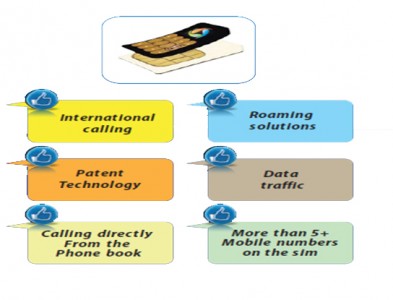 International
calling
Roaming
solutions
Patent
Technology
Data
traffic
Calling directly
From the
Phone book
More than 5+
Mobile numbers
on the sim